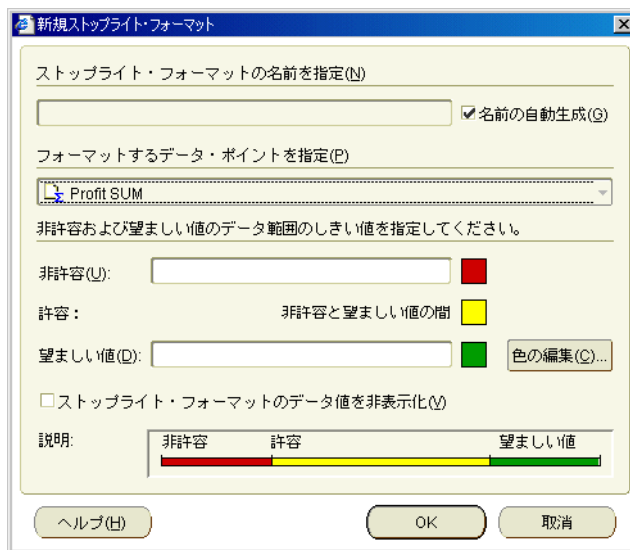 新規ストップライト・フォーマット
ストップライト・フォーマットの名前を指定(N)
名前の自動生成(G)
フォーマットするデータ・ポイントを指定(P)
Profit SUM
非許容および望ましい値のデータ範囲のしきい値を指定してください。
非許容(U):
許容： 非許容と望ましい値の間
望ましい値(D): 色の編集(C)...
ストップライト・フォーマットのデータ値を非表示化(V)
説明: 非許容 許容 望ましい値
ヘルプ(H) OK 取消